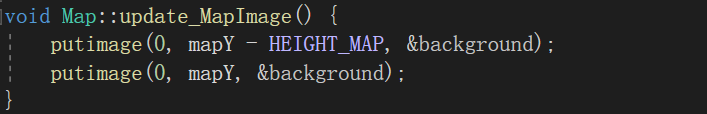 void Map::update_MapImage() {
putimage(0, mapY - HEIGHT_MAP, &background);
putimage(0, mapY, &background);
}